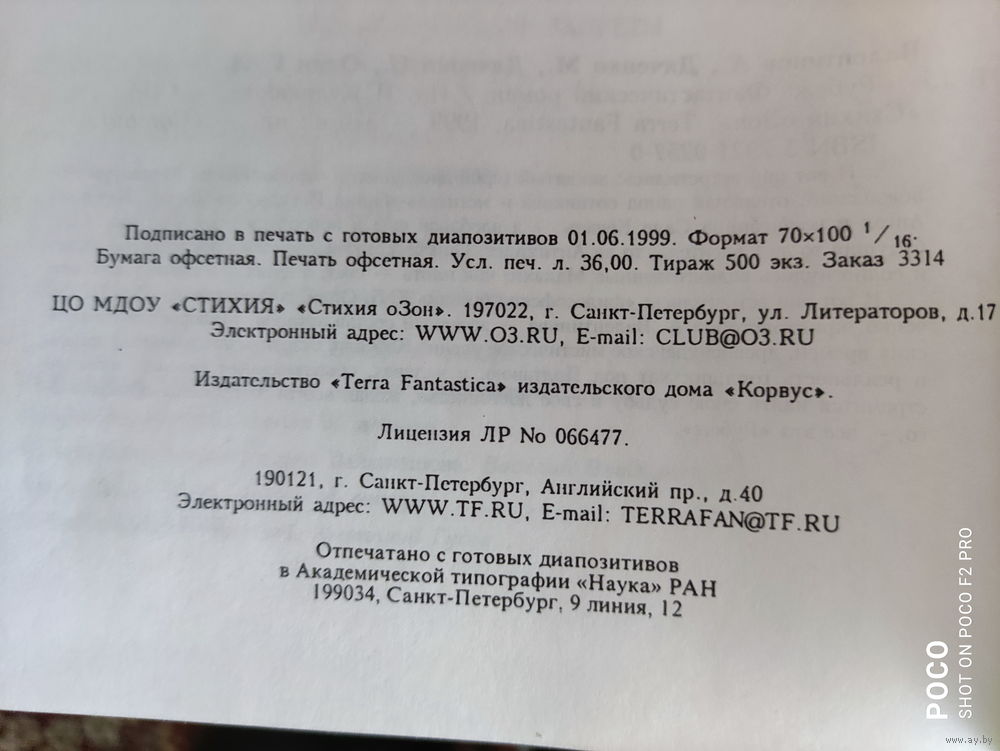 Подписано в печать с готовых диапозитивов 01.06.1999. Формат 70×100 1/16.
Бумага офсетная. Печать офсетная. Усл. печ. л. 36,00. Тираж 500 экз. Заказ 3314
ЦО МДОУ «СТИХИЯ» «Стихия оЗон». 197022, г. Санкт-Петербург, ул. Литераторов, д.17
Электронный адрес: WWW.O3.RU, E-mail: CLUB@O3.RU
Издательство «Terra Fantastica» издательского дома «Корвус».
Лицензия ЛР No 066477.
190121, г. Санкт-Петербург, Английский пр., д.40
Электронный адрес: WWW.TF.RU, E-mail: TERRAFAN@TF.RU
Отпечатано с готовых диапозитивов
в Академической типографии «Наука» РАН
199034, Санкт-Петербург, 9 линия, 12
POCO
SHOT ON POCO F2 PRO
www.ay.by